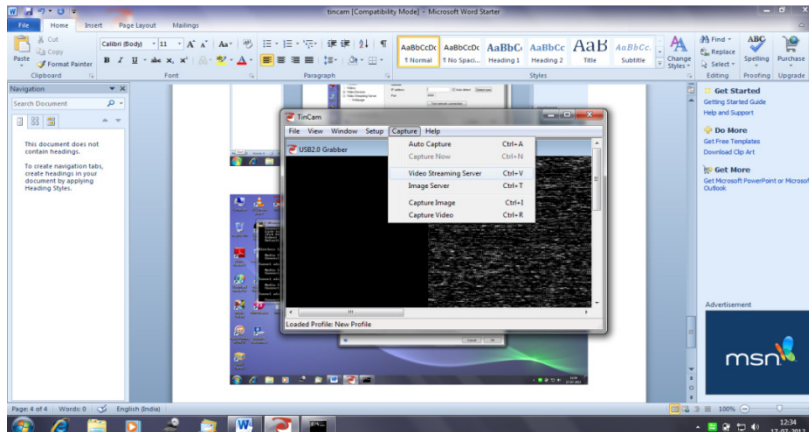 tincam [Compatibility Mode] - Microsoft Word Starter
File Home Insert Page Layout Mailings
Cut
Copy
Format Painter
Paste
Clipboard
Calibri (Body) 11
Font
Paragraph
AaBbCcDc AaBbCcDc AaBbC AaBbCc AaB AaBbCc.
¶ Normal ¶ No Spaci... Heading 1 Heading 2 Title Subtitle
Change Styles
Styles
Find
Replace
Select
Editing
Spelling
Proofing
Purchase
Upgrade
Navigation
Search Document
This document does not
contain headings.
To create navigation tabs,
create headings in your
document by applying
Heading Styles.
TinCam
File View Window Setup Capture Help
USB2.0 Grabber
Auto Capture Ctrl+A
Capture Now Ctrl+N
Video Streaming Server Ctrl+V
Image Server Ctrl+T
Capture Image Ctrl+I
Capture Video Ctrl+R
Loaded Profile: New Profile
Get Started
Getting Started Guide
Help and Support
Do More
Get Free Templates
Download Clip Art
Get More
Get Microsoft PowerPoint or Microsof
Outlook
Advertisement
msn
Page: 4 of 4 Words: 0 English (India)
100%
12:34
17-07-2012